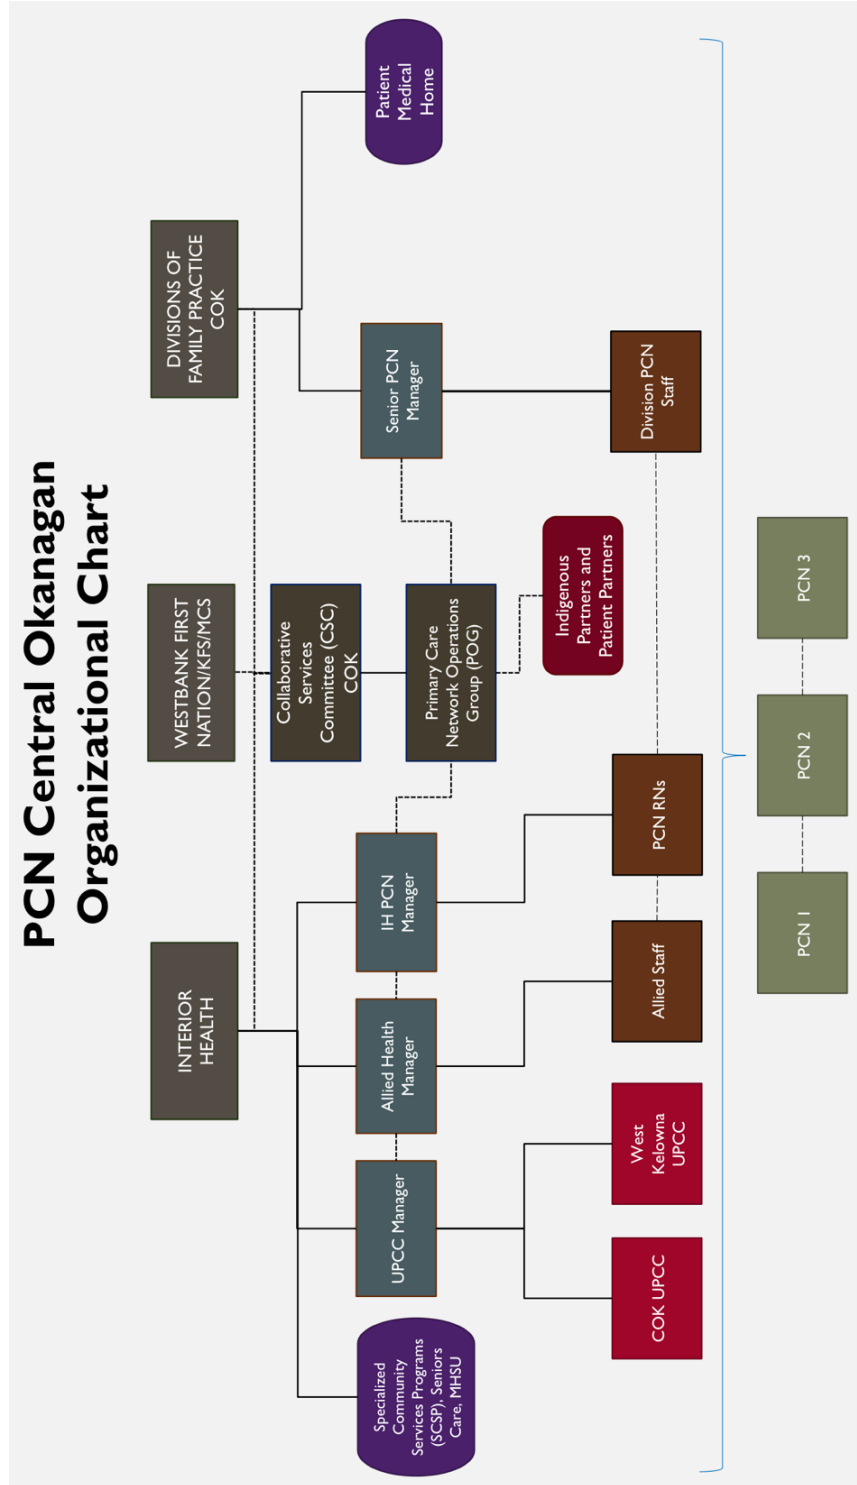 PCN Central Okanagan
Organizational Chart
INTERIOR
HEALTH
WESTBANK FIRST
NATION/KFS/MCS
DIVISIONS OF
FAMILY PRACTICE
COK
Collaborative
Services
Committee (CSC)
COK
Specialized
Community
Services Programs
(SCSP), Seniors
Care, MHSU
UPCC Manager
Allied Health
Manager
IH PCN
Manager
Primary Care
Network Operations
Group (POG)
Senior PCN
Manager
Patient
Medical
Home
Indigenous
Partners and
Patient Partners
COK UPCC
West
Kelowna
UPCC
Allied Staff
PCN RNs
Division PCN
Staff
PCN 1
PCN 2
PCN 3